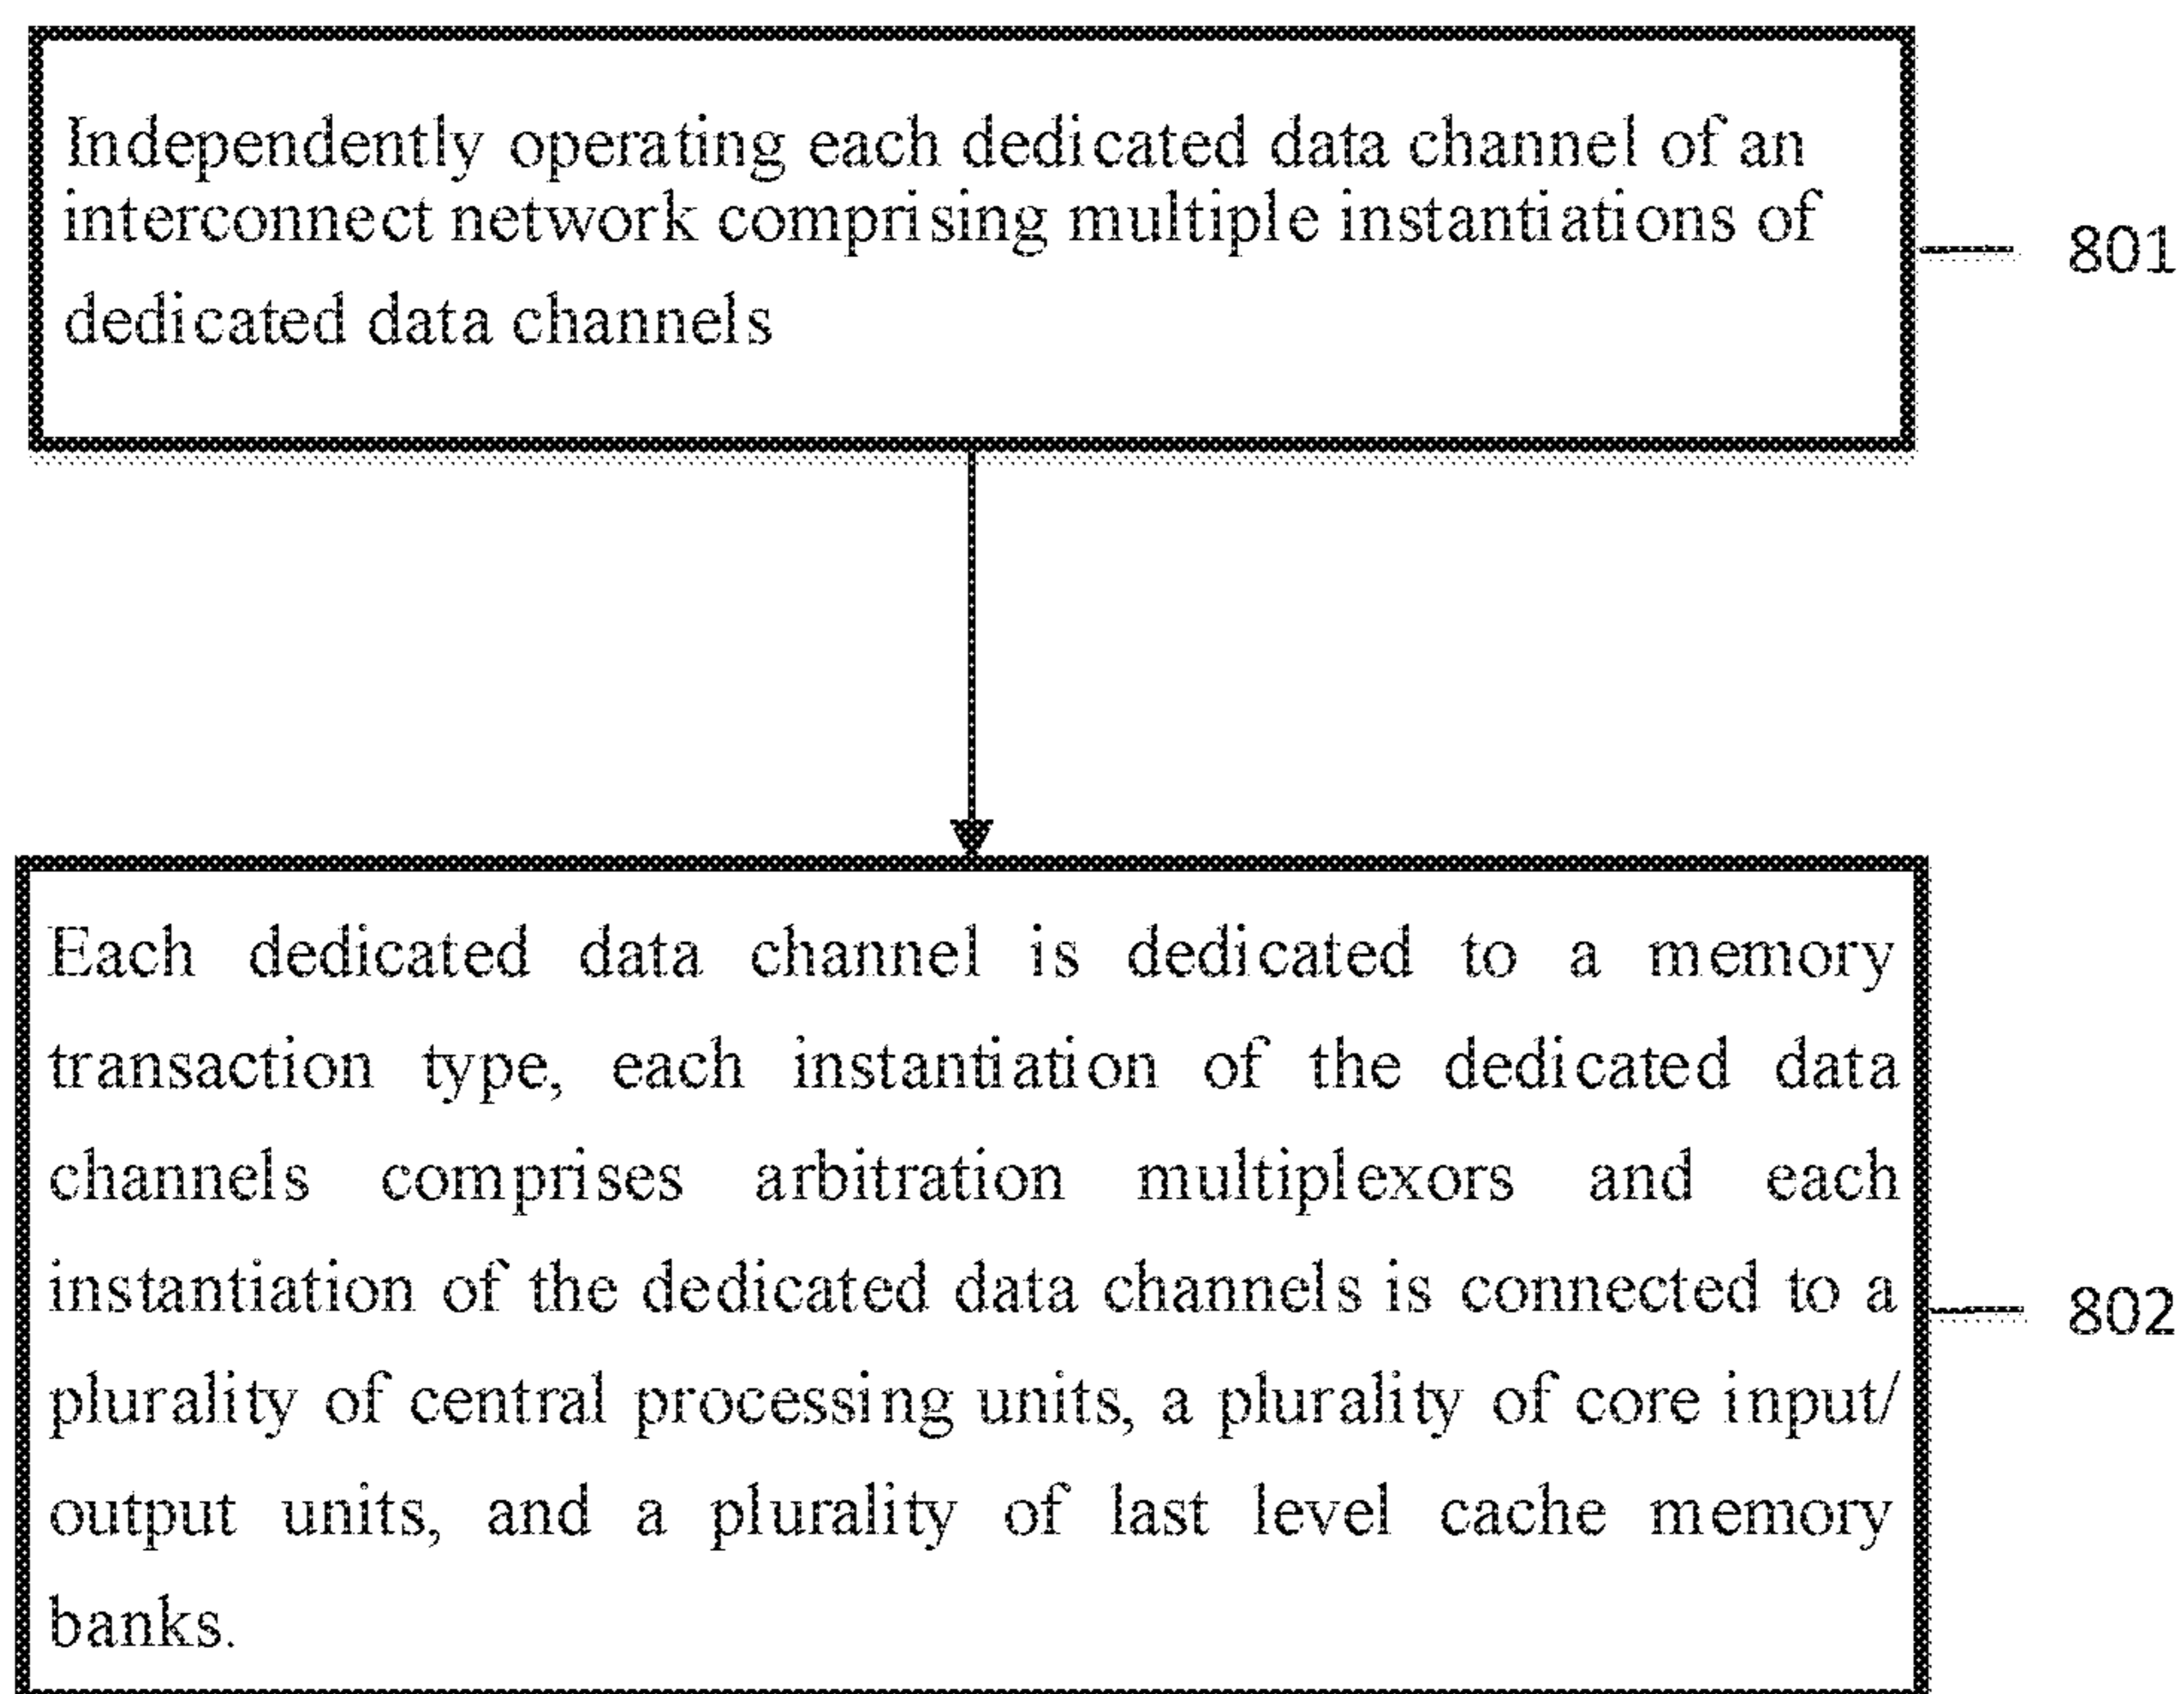 Independently operating each dedicated data channel of an
interconnect network comprising multiple instantiations of
dedicated data channels
801
Each dedicated data channel is dedicated to a memory
transaction type, each instantiation of the dedicated data
channels comprises arbitration multiplexors and each
instantiation of the dedicated data channels is connected to a
plurality of central processing units, a plurality of core input/
output units, and a plurality of last level cache memory
banks.
802